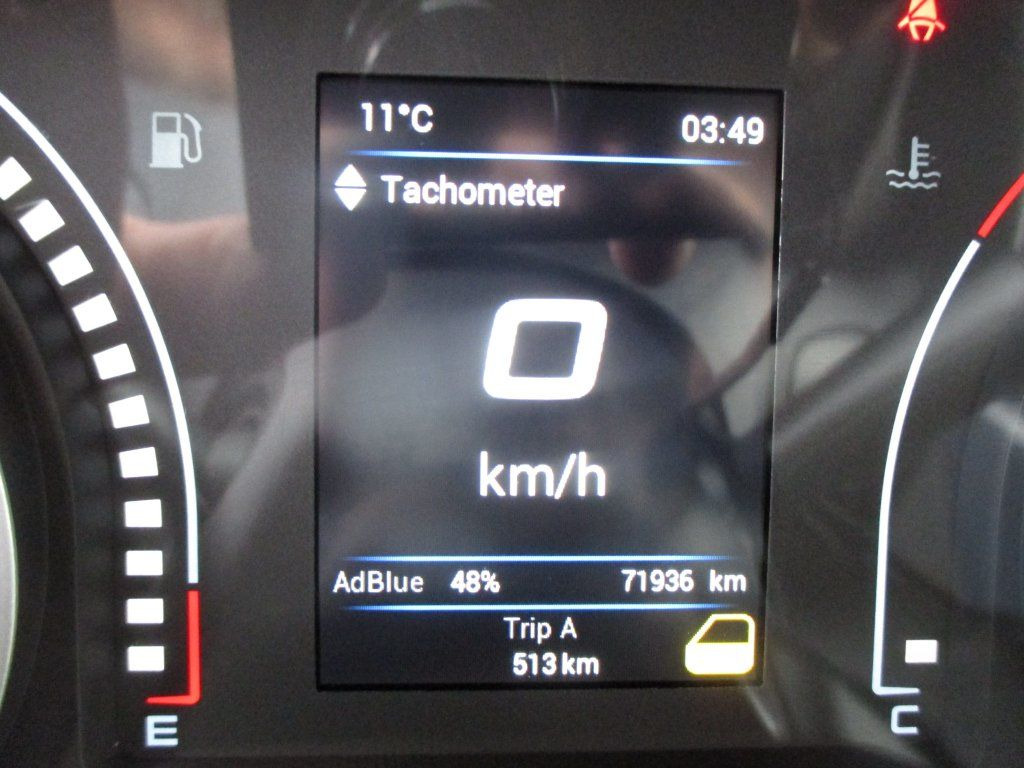 11°C 03:49
Tachometer
0
km/h
AdBlue 48% 71936 km
Trip A
513 km
E
C